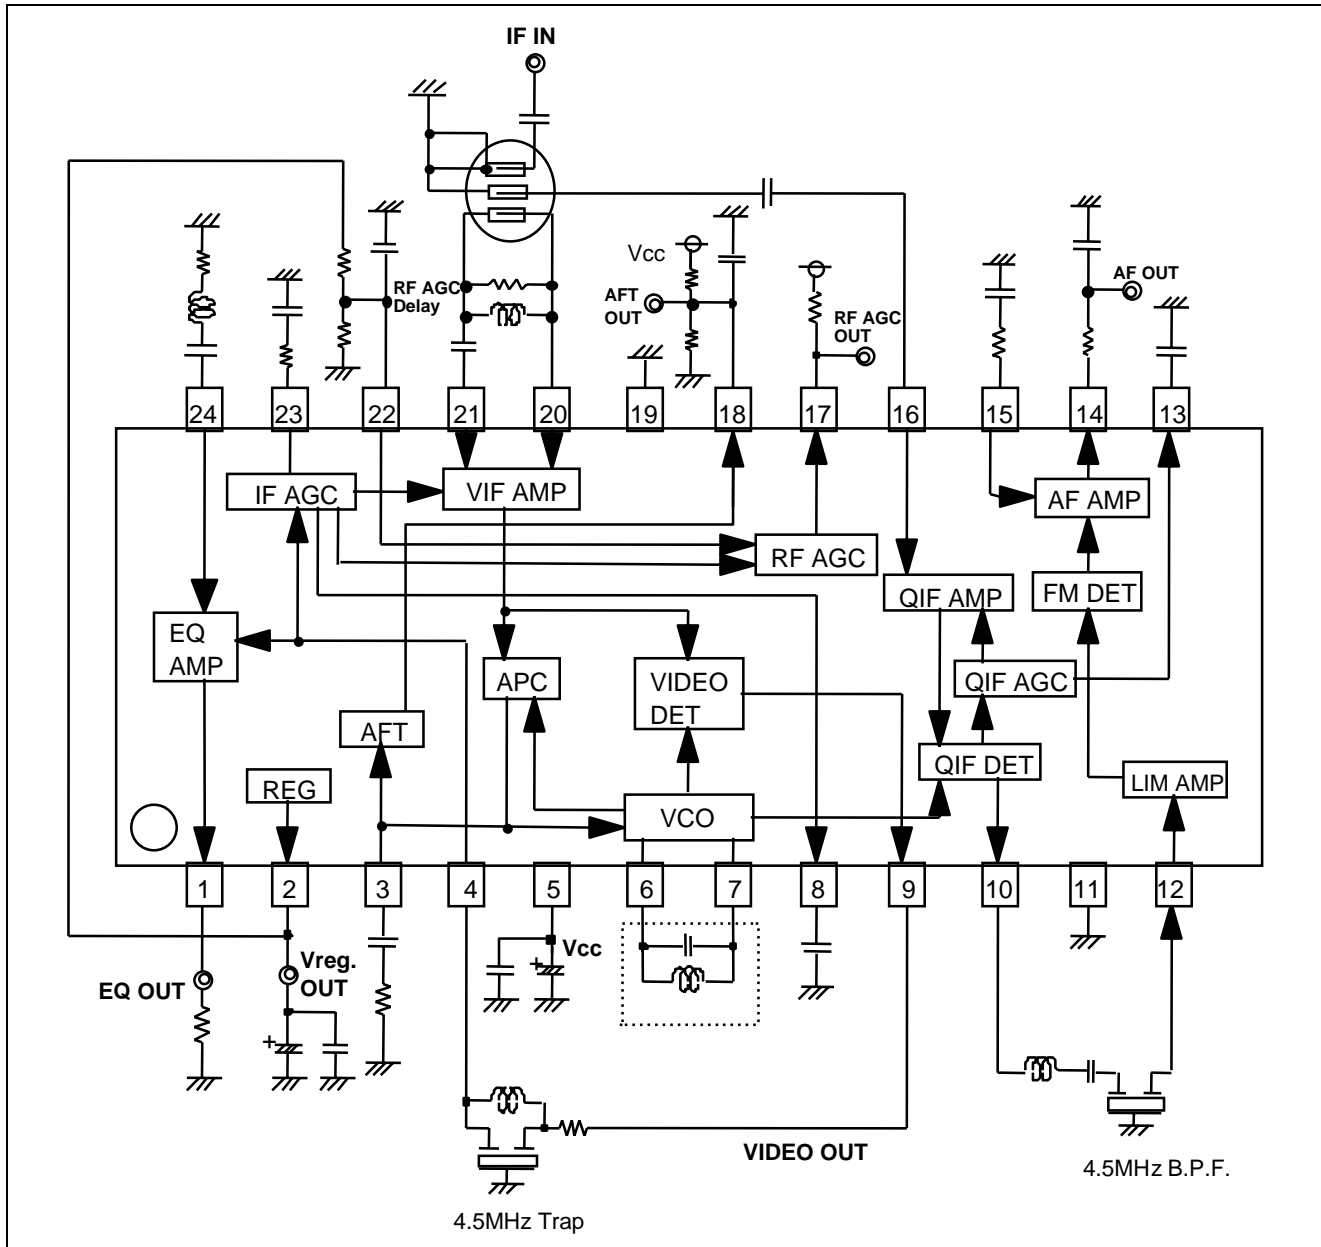 IF IN
Vcc
RF AGC
Delay
AFT
OUT
RF AGC
OUT
AF OUT
24
23
22
21
20
19
18
17
16
15
14
13
IF AGC
VIF AMP
AF AMP
RF AGC
QIF AMP
FM DET
EQ
AMP
APC
VIDEO
DET
QIF AGC
AFT
QIF DET
REG
VCO
LIM AMP
1
2
3
4
5
6
7
8
9
10
11
12
EQ OUT
Vreg.
OUT
+
Vcc
+
VIDEO OUT
4.5MHz Trap
4.5MHz B.P.F.